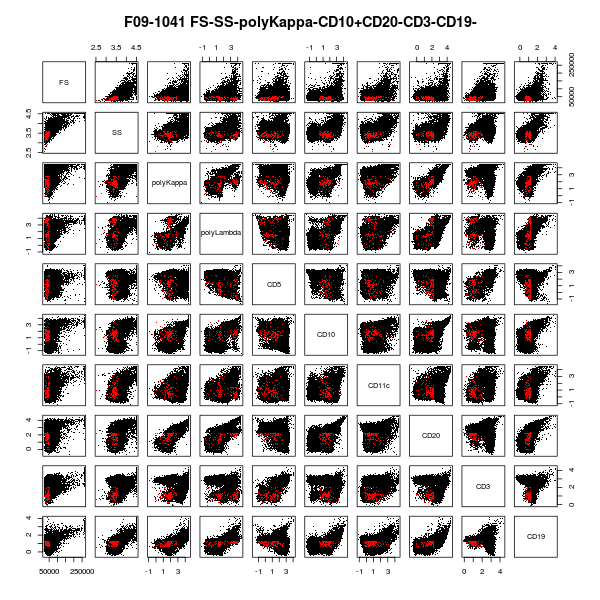 F09-1041 FS-SS-polyKappa-CD10+CD20-CD3-CD19-
2.5 3.5 4.5 -1 1 3 -1 1 3 -1 1 3 0 2 4
FS
50000 250000
2.5 3.5 4.5
SS
polyKappa
-1 1 3
-1 1 3
polyLambda
CD5
-1 1 3
-1 1 3
CD10
CD11c
-1 1 3
0 2 4
CD20
CD3
0 2 4
0 2 4
CD19
50000 250000 -1 1 3 -1 1 3 -1 1 3 0 2 4